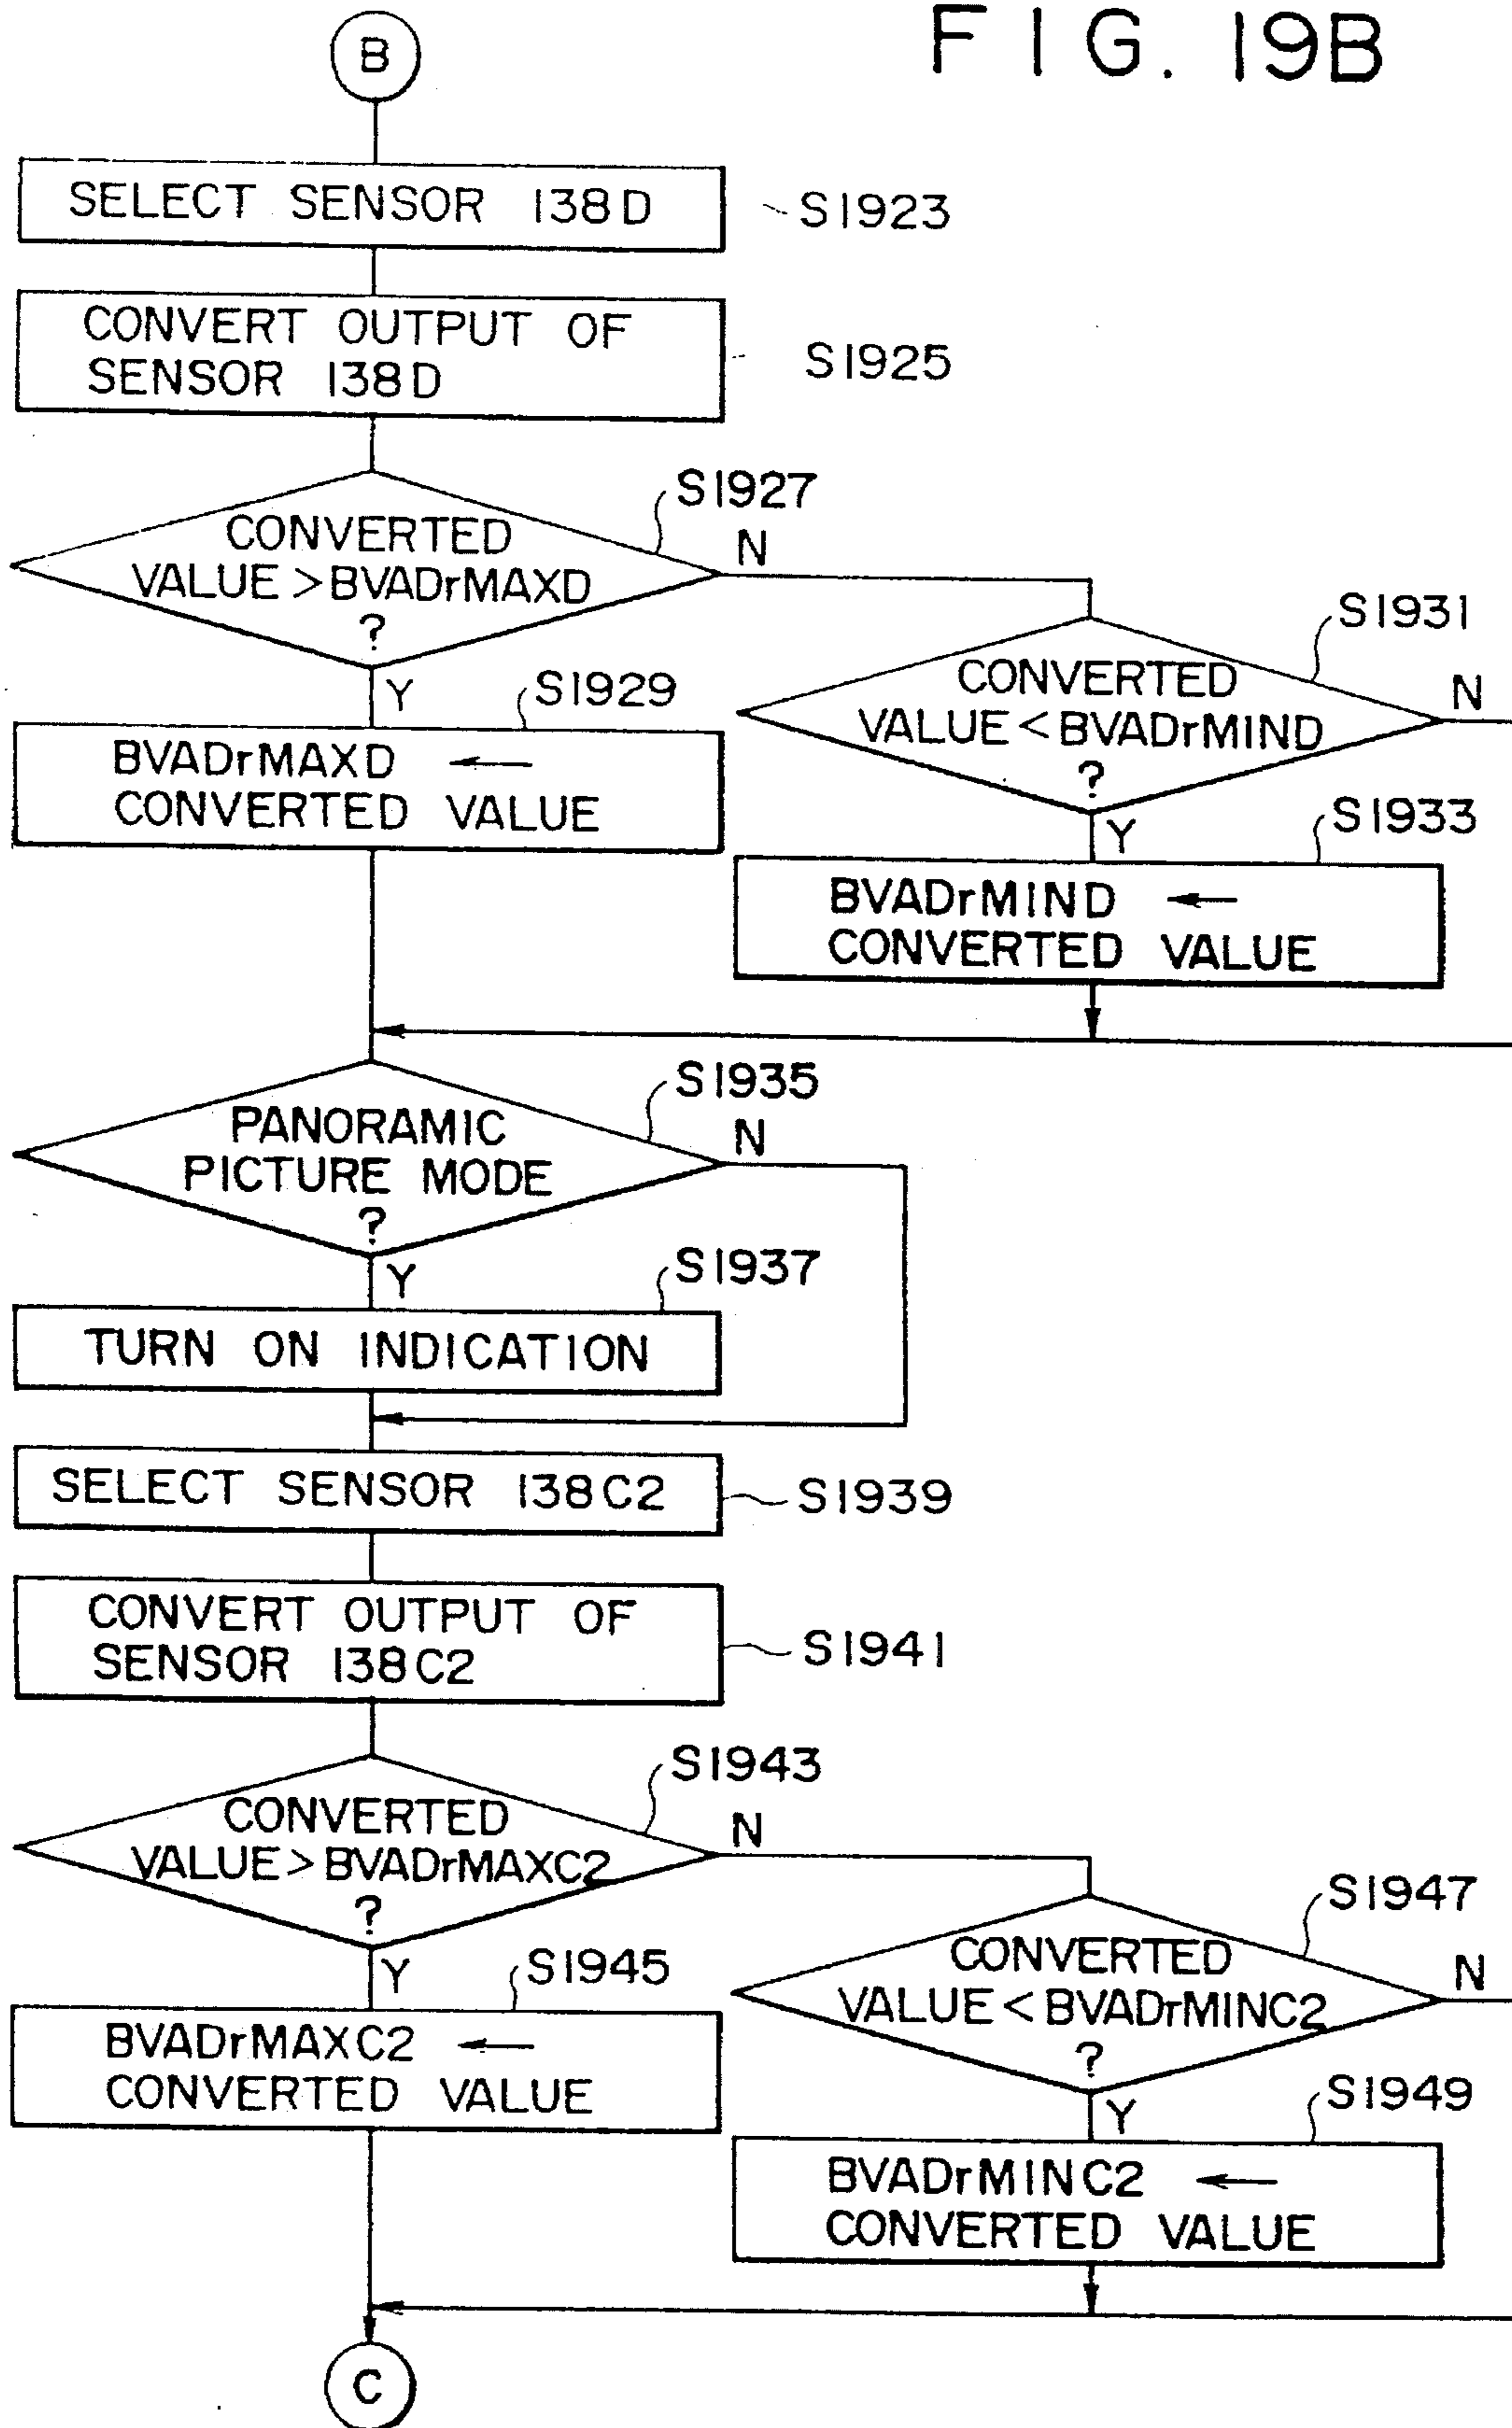 FIG. 19B
B
SELECT SENSOR 138D
S1923
CONVERT OUTPUT OF
SENSOR 138D
S1925
S1927
CONVERTED
VALUE > BVADrMAXD
?
N
Y
S1929
BVADrMAXD ←
CONVERTED VALUE
S1931
CONVERTED
VALUE < BVADrMIND
?
N
Y
S1933
BVADrMIND ←
CONVERTED VALUE
S1935
PANORAMIC
PICTURE MODE
?
N
Y
S1937
TURN ON INDICATION
SELECT SENSOR 138C2
S1939
CONVERT OUTPUT OF
SENSOR 138C2
S1941
S1943
CONVERTED
VALUE > BVADrMAXC2
?
N
Y
S1945
BVADrMAXC2 ←
CONVERTED VALUE
S1947
CONVERTED
VALUE < BVADrMINC2
?
N
Y
S1949
BVADrMINC2 ←
CONVERTED VALUE
C